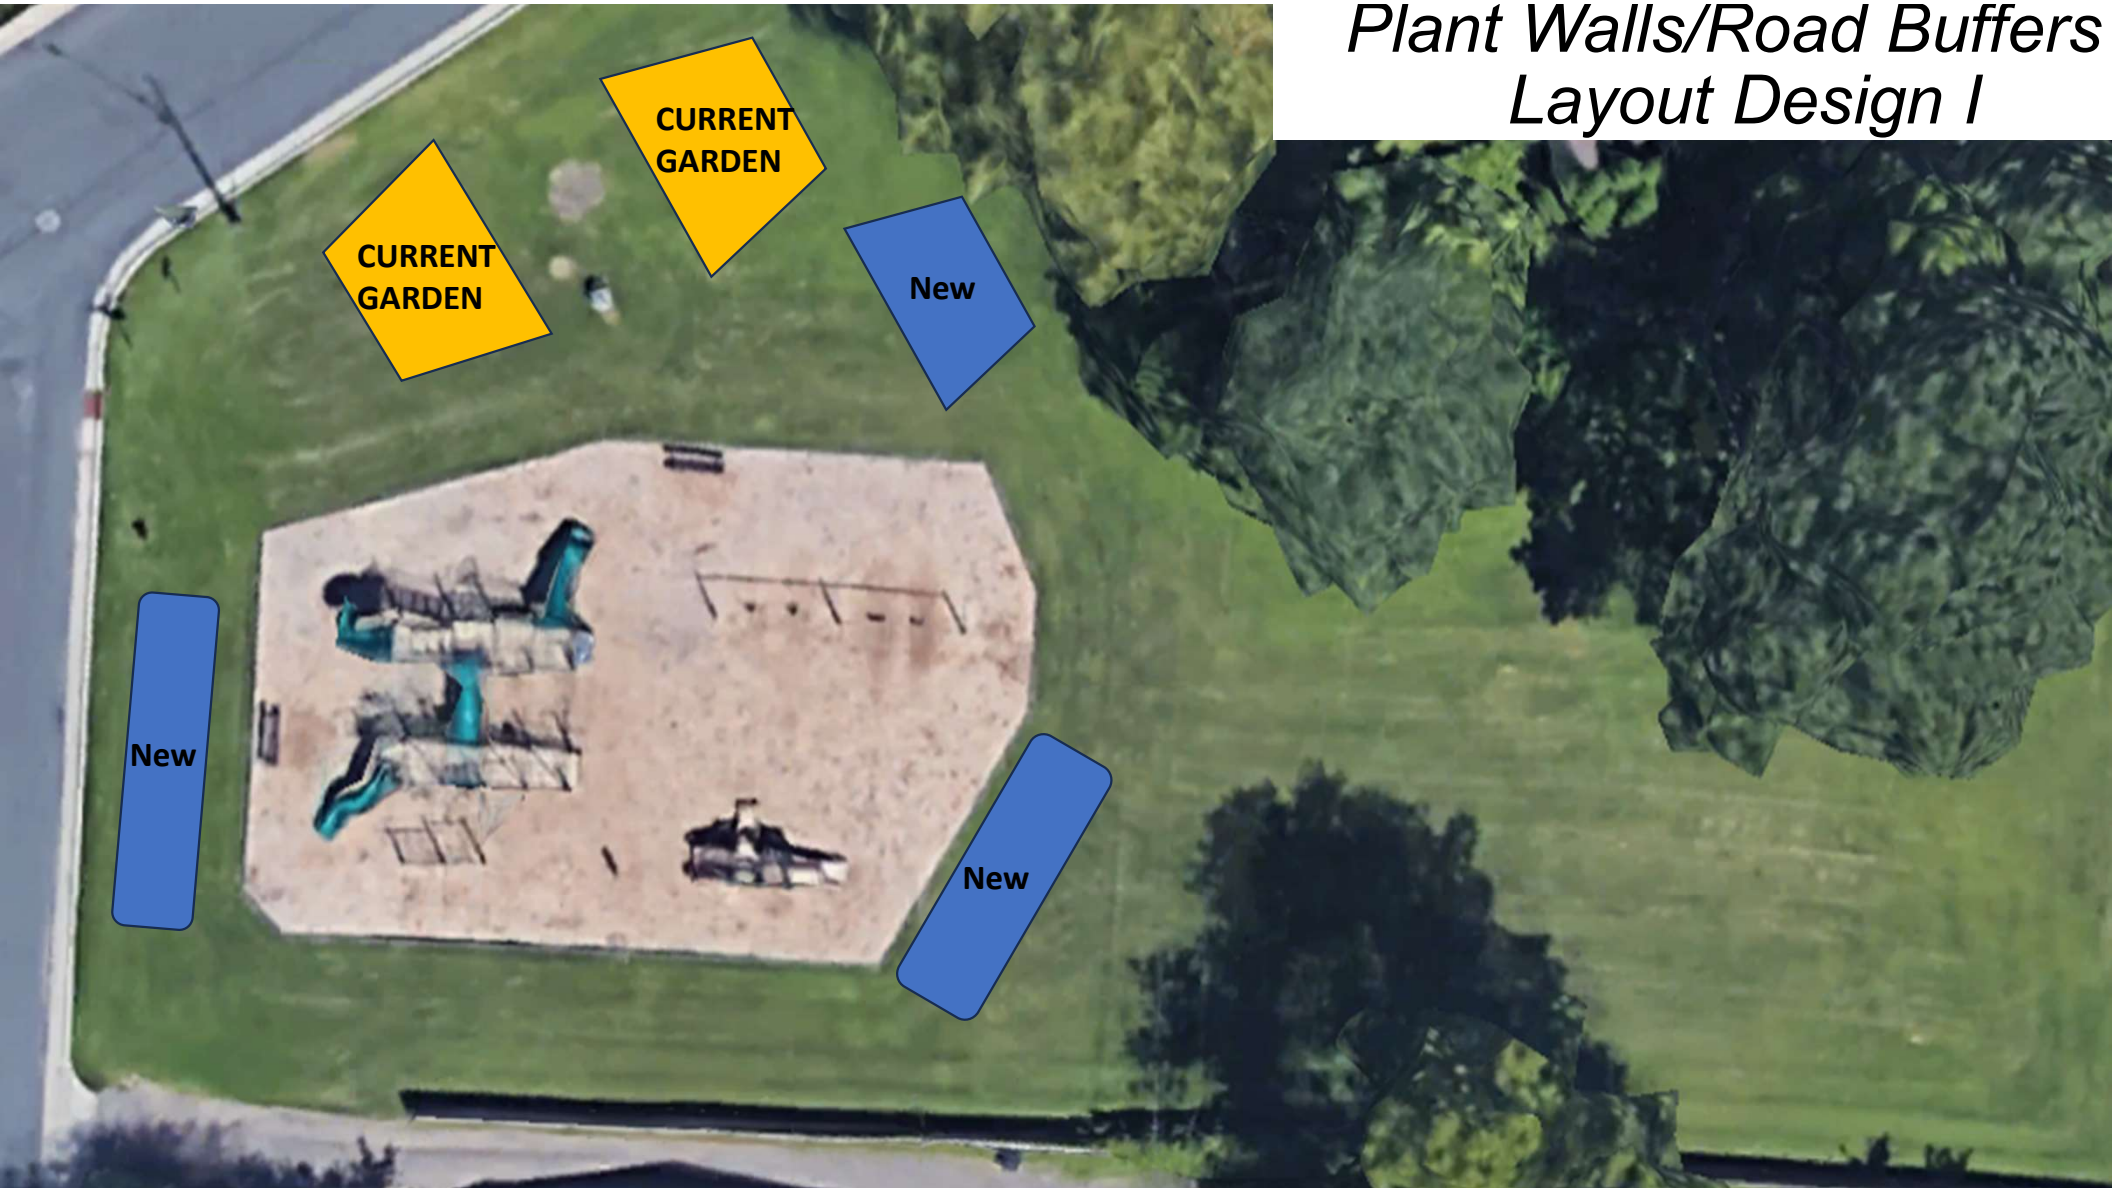 Plant Walls/Road Buffers
Layout Design I
CURRENT
GARDEN
CURRENT
GARDEN
New
New
New